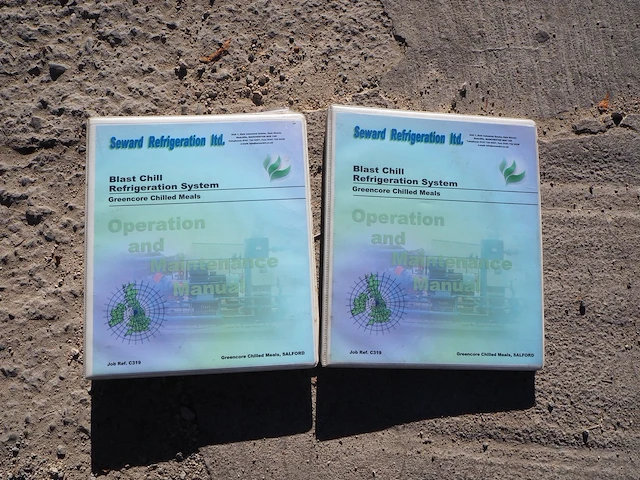 Seward Refrigeration ltd.
Blast Chill
Refrigeration System
Greencore Chilled Meals
Operation
and
Maintenance
Manual
Job Ref. C319
Greencore Chilled Meals, SALFORD
Seward Refrigeration ltd.
Blast Chill
Refrigeration System
Greencore Chilled Meals
Operation
and
Maintenance
Manual
Job Ref. C319
Greencore Chilled Meals, SALFORD